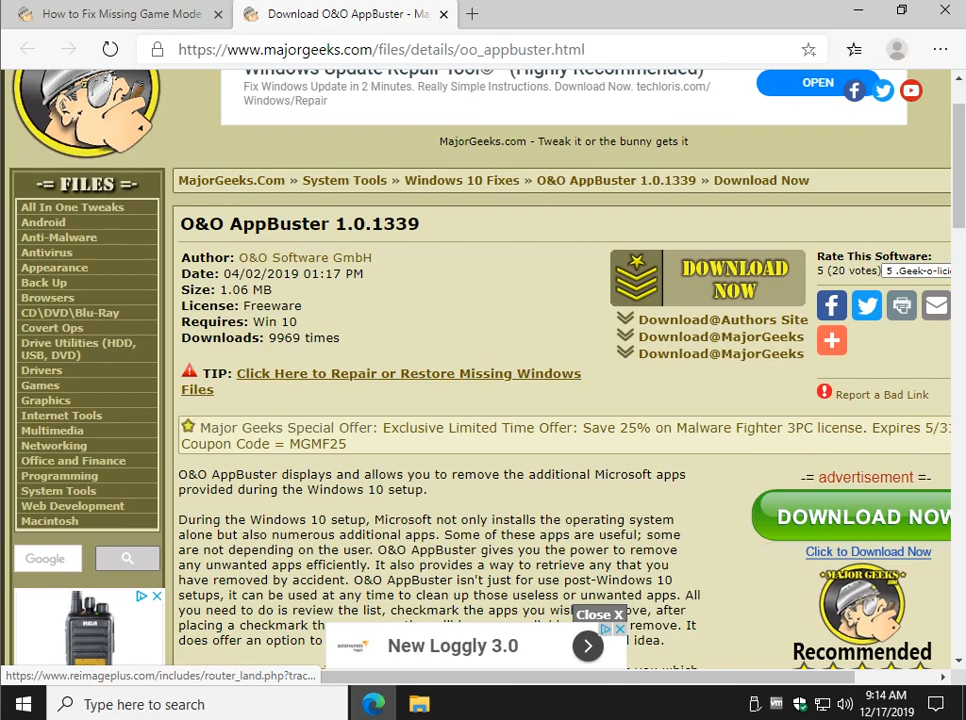 How to Fix Missing Game Mode
Download O&O AppBuster - Ma
https://www.majorgeeks.com/files/details/oo_appbuster.html
Windows Update Repair Tool© - (Highly Recommended)
Fix Windows Update in 2 Minutes. Really Simple Instructions. Download Now. techloris.com/
Windows/Repair
OPEN
MajorGeeks.com - Tweak it or the bunny gets it
-= FILES =-
All In One Tweaks
Android
Anti-Malware
Antivirus
Appearance
Back Up
Browsers
CD\DVD\Blu-Ray
Covert Ops
Drive Utilities (HDD,
USB, DVD)
Drivers
Games
Graphics
Internet Tools
Multimedia
Networking
Office and Finance
Programming
System Tools
Web Development
Macintosh
Google
RCA
MajorGeeks.Com » System Tools » Windows 10 Fixes » O&O AppBuster 1.0.1339 » Download Now
O&O AppBuster 1.0.1339
Author: O&O Software GmbH
Date: 04/02/2019 01:17 PM
Size: 1.06 MB
License: Freeware
Requires: Win 10
Downloads: 9969 times
TIP: Click Here to Repair or Restore Missing Windows
Files
DOWNLOAD
NOW
Download@Authors Site
Download@MajorGeeks
Download@MajorGeeks
Rate This Software:
5 (20 votes) 5 .Geek-o-lici
Report a Bad Link
Major Geeks Special Offer: Exclusive Limited Time Offer: Save 25% on Malware Fighter 3PC license. Expires 5/31
Coupon Code = MGMF25
O&O AppBuster displays and allows you to remove the additional Microsoft apps
provided during the Windows 10 setup.
During the Windows 10 setup, Microsoft not only installs the operating system
alone but also numerous additional apps. Some of these apps are useful; some
are not depending on the user. O&O AppBuster gives you the power to remove
any unwanted apps efficiently. It also provides a way to retrieve any that you
have removed by accident. O&O AppBuster isn't just for use post-Windows 10
setups, it can be used at any time to clean up those useless or unwanted apps. All
you need to do is review the list, checkmark the apps you wis ve, after
placing a checkmark th remove. It
does offer an option to l idea.
-= advertisement =-
DOWNLOAD NOW
Click to Download Now
MAJOR GEEKS
.COM
Recommended
Close X
New Loggly 3.0
https://www.reimageplus.com/includes/router_land.php?trac...
Type here to search
9:14 AM
12/17/2019